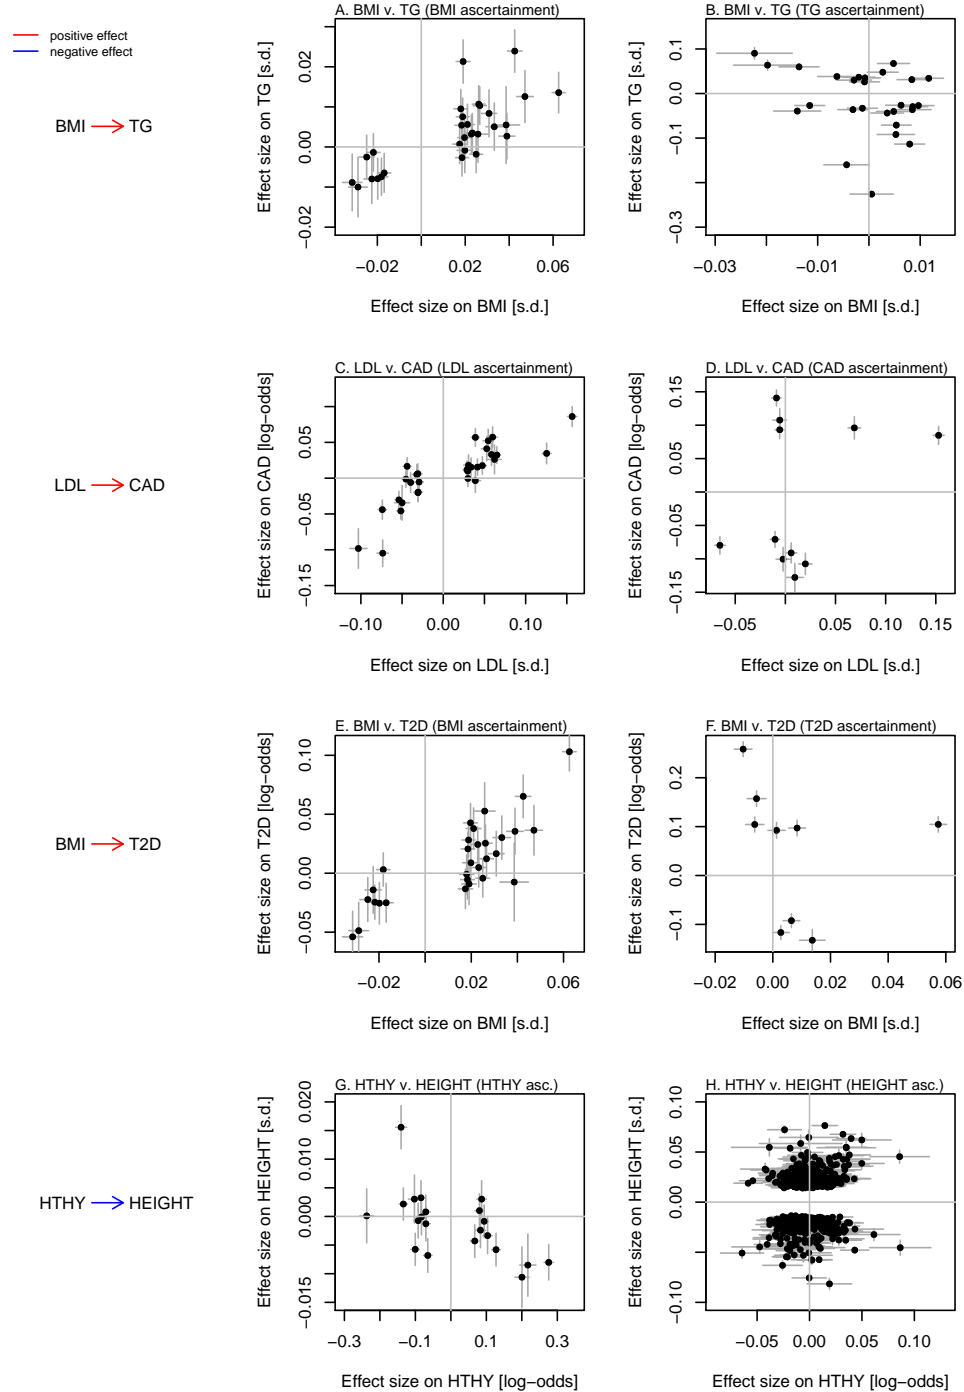 positive effect
negative effect
BMI → TG
A. BMI v. TG (BMI ascertainment)
Effect size on TG [s.d.]
0.02
0.00
−0.02
−0.02
0.02
0.06
Effect size on BMI [s.d.]
B. BMI v. TG (TG ascertainment)
Effect size on TG [s.d.]
0.1
0.0
−0.1
−0.3
−0.03
−0.01
0.01
Effect size on BMI [s.d.]
LDL → CAD
C. LDL v. CAD (LDL ascertainment)
Effect size on CAD [log−odds]
0.05
−0.05
−0.15
−0.10
0.00
0.10
Effect size on LDL [s.d.]
D. LDL v. CAD (CAD ascertainment)
Effect size on CAD [log−odds]
0.15
0.05
−0.05
−0.15
−0.05
0.05
0.10
0.15
Effect size on LDL [s.d.]
BMI → T2D
E. BMI v. T2D (BMI ascertainment)
Effect size on T2D [log−odds]
0.10
0.05
0.00
−0.05
−0.02
0.02
0.06
Effect size on BMI [s.d.]
F. BMI v. T2D (T2D ascertainment)
Effect size on T2D [log−odds]
0.2
0.1
0.0
−0.1
−0.02
0.00
0.02
0.04
0.06
Effect size on BMI [s.d.]
HTHY → HEIGHT
G. HTHY v. HEIGHT (HTHY asc.)
Effect size on HEIGHT [s.d.]
0.020
0.010
0.000
−0.015
−0.3
−0.1
0.1
0.3
Effect size on HTHY [log−odds]
H. HTHY v. HEIGHT (HEIGHT asc.)
Effect size on HEIGHT [s.d.]
0.10
0.05
0.00
−0.10
−0.05
0.00
0.05
0.10
Effect size on HTHY [log−odds]